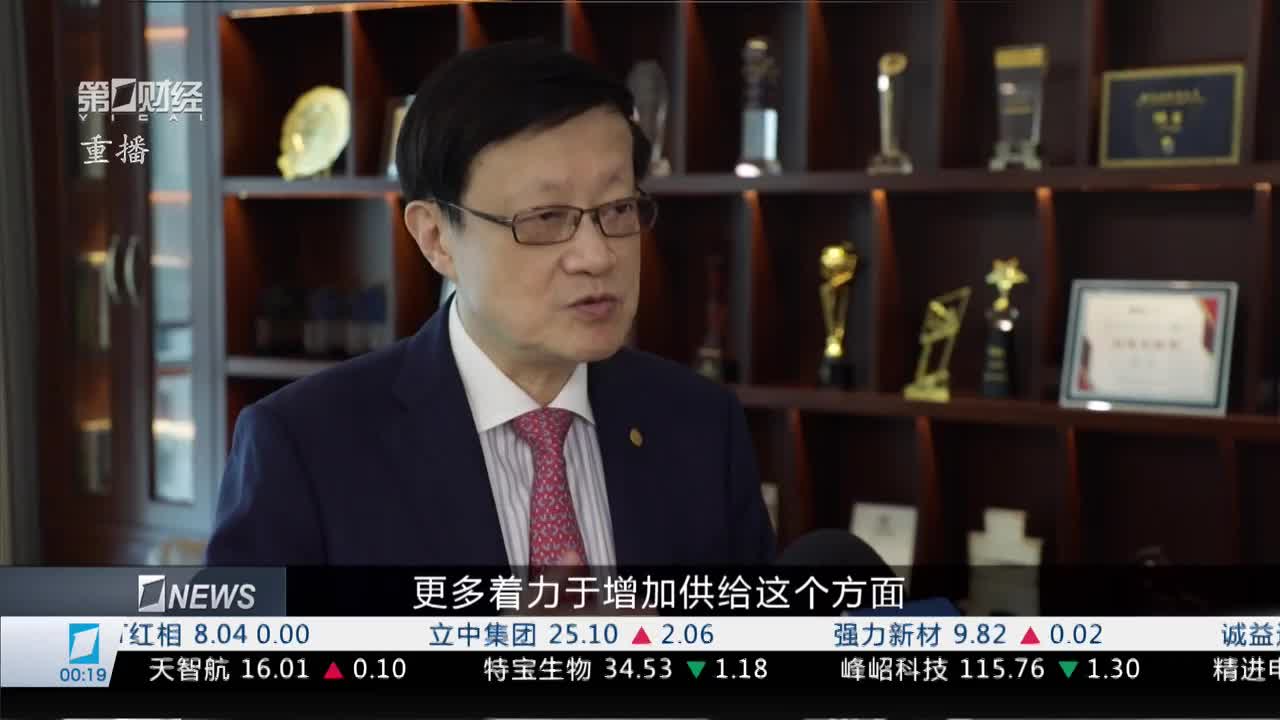 第一财经
YICAI
重播
NEWS
更多着力于增加供给这个方面
红相 8.04 0.00
立中集团 25.10 ▲ 2.06
强力新材 9.82 ▲ 0.02
诚益
00:19
天智航 16.01 ▲ 0.10
特宝生物 34.53 ▼ 1.18
峰岹科技 115.76 ▼ 1.30
精进